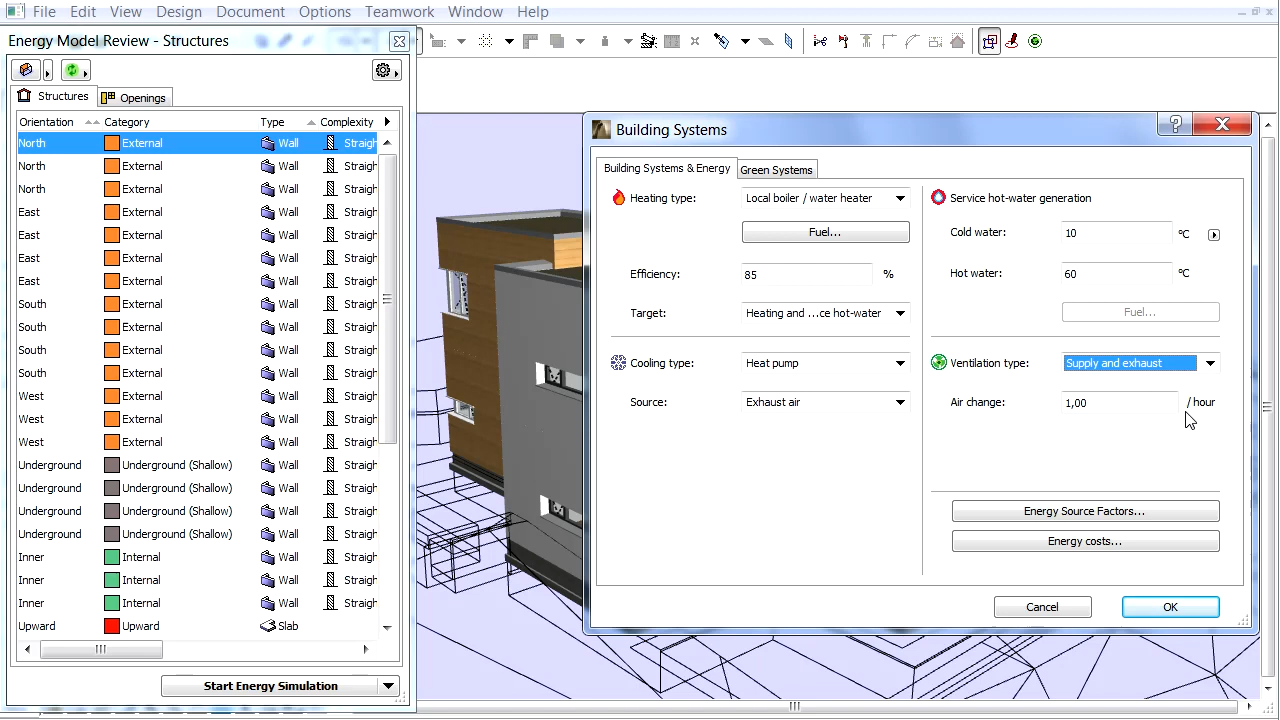 File Edit View Design Document Options Teamwork Window Help
Energy Model Review - Structures
Structures Openings
Orientation Category Type Complexity
North External Wall Straigh
North External Wall Straigh
North External Wall Straigh
East External Wall Straigh
East External Wall Straigh
East External Wall Straigh
East External Wall Straigh
South External Wall Straigh
South External Wall Straigh
South External Wall Straigh
South External Wall Straigh
West External Wall Straigh
West External Wall Straigh
West External Wall Straigh
Underground Underground (Shallow) Wall Straigh
Underground Underground (Shallow) Wall Straigh
Underground Underground (Shallow) Wall Straigh
Underground Underground (Shallow) Wall Straigh
Inner Internal Wall Straigh
Inner Internal Wall Straigh
Inner Internal Wall Straigh
Upward Upward Slab
Start Energy Simulation
Building Systems
Building Systems & Energy Green Systems
Heating type: Local boiler / water heater
Fuel...
Efficiency: 85 %
Target: Heating and ...ce hot-water
Cooling type: Heat pump
Source: Exhaust air
Service hot-water generation
Cold water: 10 °C
Hot water: 60 °C
Fuel...
Ventilation type: Supply and exhaust
Air change: 1,00 / hour
Energy Source Factors...
Energy costs...
Cancel OK